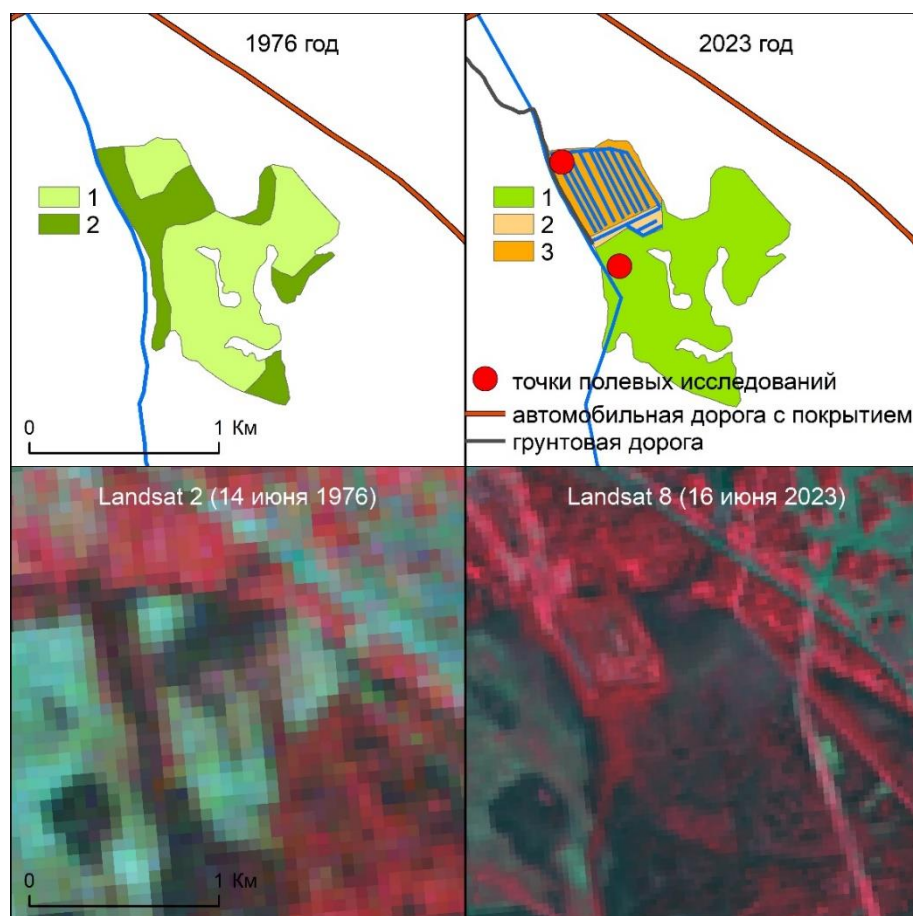 1976 год
1
2
0 1 Км
2023 год
1
2
3
точки полевых исследований
автомобильная дорога с покрытием
грунтовая дорога
Landsat 2 (14 июня 1976)
0 1 Км
Landsat 8 (16 июня 2023)